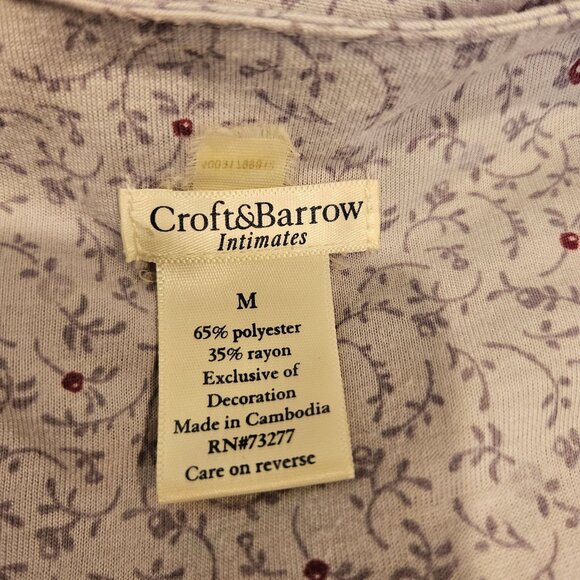 Croft&Barrow
Intimates
M
65% polyester
35% rayon
Exclusive of
Decoration
Made in Cambodia
RN#73277
Care on reverse